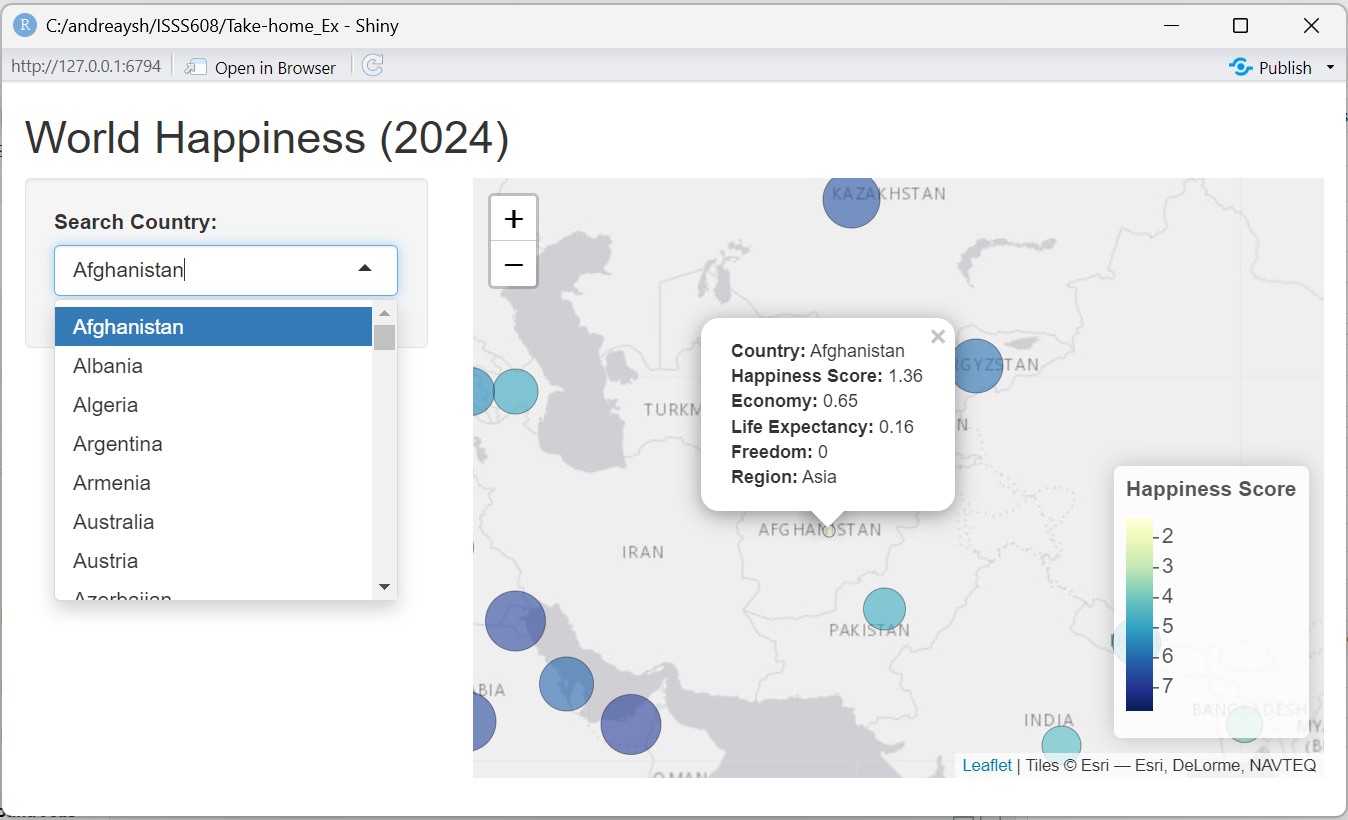 C:/andreaysh/ISSS608/Take-home_Ex - Shiny
http://127.0.0.1:6794 Open in Browser Publish
World Happiness (2024)
Search Country:
Afghanistan
Afghanistan
Albania
Algeria
Argentina
Armenia
Australia
Austria
Azerbaijan
+
−
KAZAKHSTAN
Country: Afghanistan
Happiness Score: 1.36
Economy: 0.65
Life Expectancy: 0.16
Freedom: 0
Region: Asia
RGYZSTAN
TURKM
N
AFGHANISTAN
IRAN
PAKISTAN
BIA
OMAN
INDIA
BANGLADESH
MY
(B
Happiness Score
2
3
4
5
6
7
Leaflet | Tiles © Esri — Esri, DeLorme, NAVTEQ